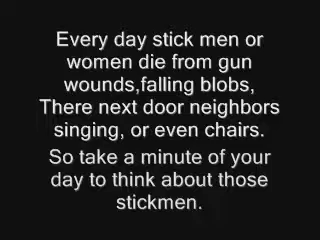 Every day stick men or
women die from gun
wounds,falling blobs,
There next door neighbors
singing, or even chairs.
So take a minute of your
day to think about those
stickmen.